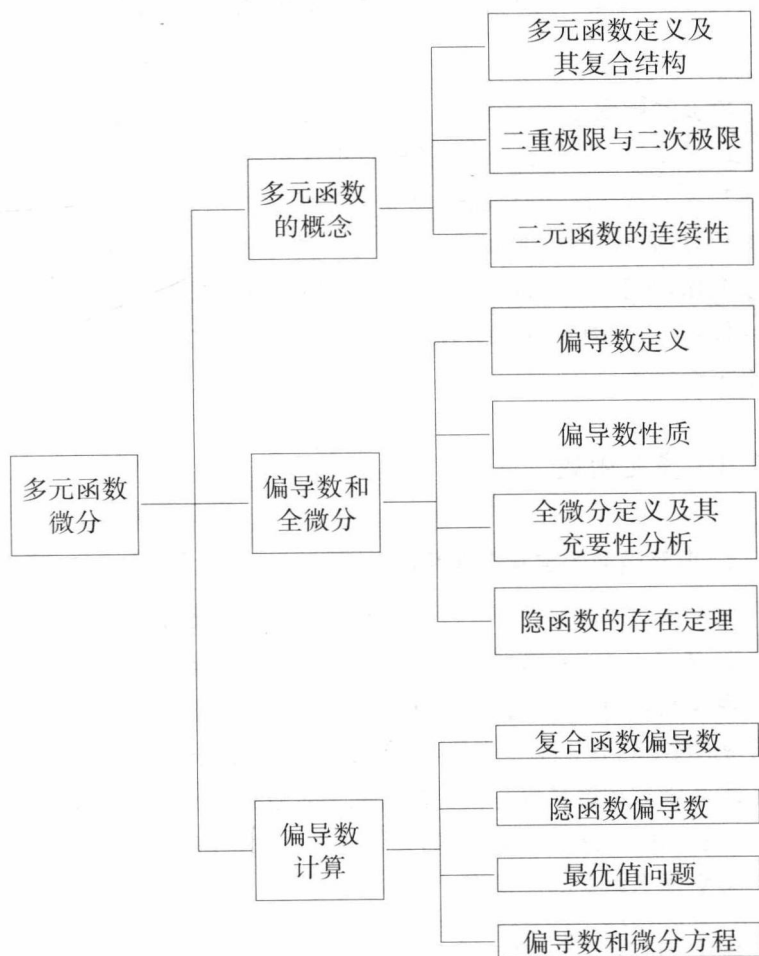 多元函数定义及
其复合结构
二重极限与二次极限
多元函数
的概念
二元函数的连续性
偏导数定义
偏导数性质
多元函数
微分
偏导数和
全微分
全微分定义及其
充要性分析
隐函数的存在定理
复合函数偏导数
隐函数偏导数
偏导数
计算
最优值问题
偏导数和微分方程